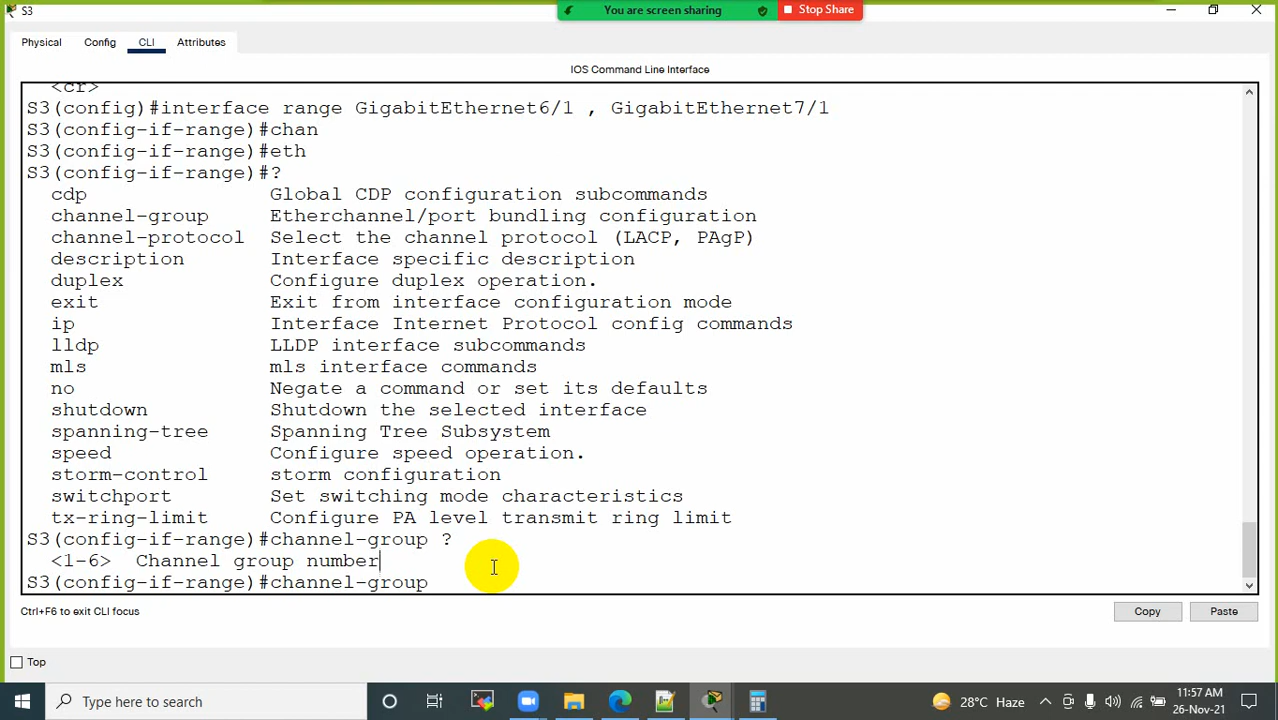 S3
You are screen sharing
Stop Share
Physical Config CLI Attributes
IOS Command Line Interface
<cr>
S3(config)#interface range GigabitEthernet6/1 , GigabitEthernet7/1
S3(config-if-range)#chan
S3(config-if-range)#eth
S3(config-if-range)#?
cdp Global CDP configuration subcommands
channel-group Etherchannel/port bundling configuration
channel-protocol Select the channel protocol (LACP, PAgP)
description Interface specific description
duplex Configure duplex operation.
exit Exit from interface configuration mode
ip Interface Internet Protocol config commands
lldp LLDP interface subcommands
mls mls interface commands
no Negate a command or set its defaults
shutdown Shutdown the selected interface
spanning-tree Spanning Tree Subsystem
speed Configure speed operation.
storm-control storm configuration
switchport Set switching mode characteristics
tx-ring-limit Configure PA level transmit ring limit
S3(config-if-range)#channel-group ?
<1-6> Channel group number
S3(config-if-range)#channel-group
Ctrl+F6 to exit CLI focus
Copy Paste
Top
Type here to search
28°C Haze
11:57 AM
26-Nov-21